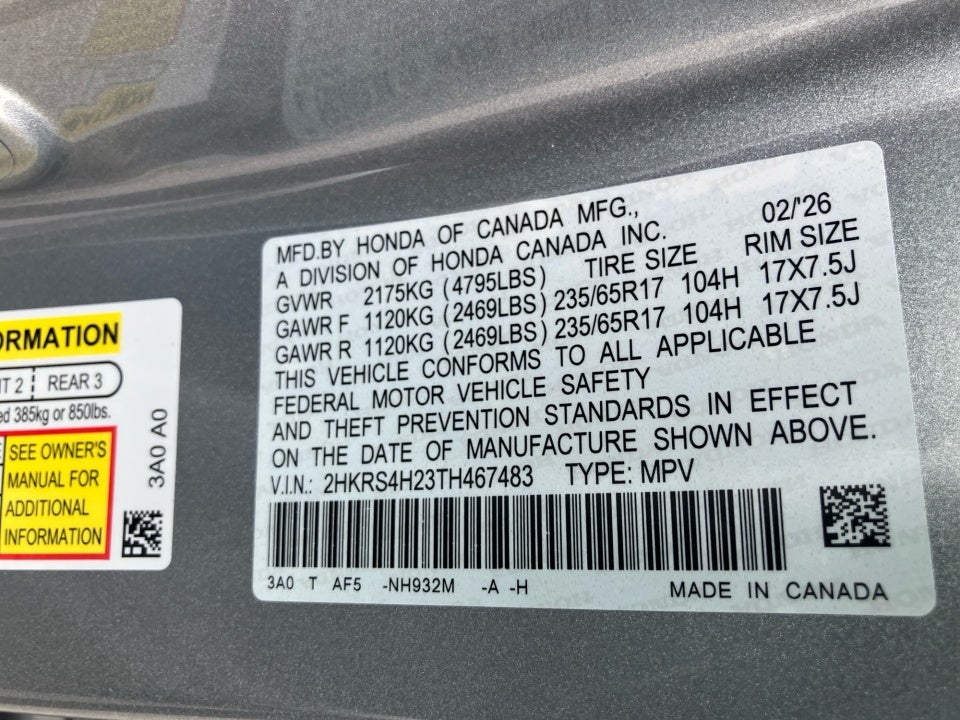 MFD.BY HONDA OF CANADA MFG., 02/'26
A DIVISION OF HONDA CANADA INC.
TIRE SIZE RIM SIZE
GVWR 2175KG (4795LBS)
GAWR F 1120KG (2469LBS) 235/65R17 104H 17X7.5J
GAWR R 1120KG (2469LBS) 235/65R17 104H 17X7.5J
THIS VEHICLE CONFORMS TO ALL APPLICABLE
FEDERAL MOTOR VEHICLE SAFETY
AND THEFT PREVENTION STANDARDS IN EFFECT
ON THE DATE OF MANUFACTURE SHOWN ABOVE.
V.I.N.: 2HKRS4H23TH467483 TYPE: MPV
3A0 T AF5 -NH932M -A -H MADE IN CANADA
ORMATION
T 2 REAR 3
ed 385kg or 850lbs.
SEE OWNER'S
MANUAL FOR
ADDITIONAL
INFORMATION
3A0 A0